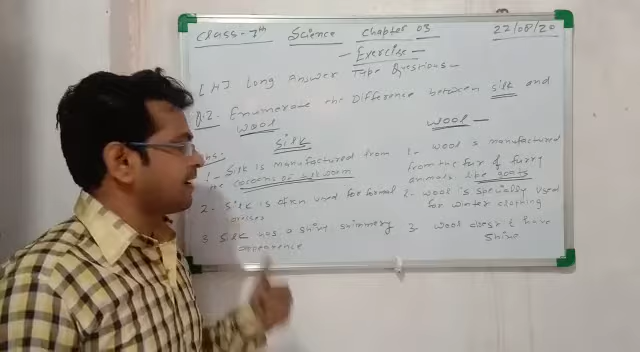 Class - 7th Science Chapter 03 22/08/20
- Exercise -
[H] Long Answer Type Questions -
Q.2. Enumerate the Difference between silk and
wool
Silk
1- Silk is manufactured from
the cocoons of silkworm
2- Silk is often used for formal
dresses
3 Silk has a shiny, shimmery
appearence
wool -
1- wool is manufactured
from the fur of furry
animals like goats
2- wool is specially used
for winter clothing
3- wool doesn't have
shine